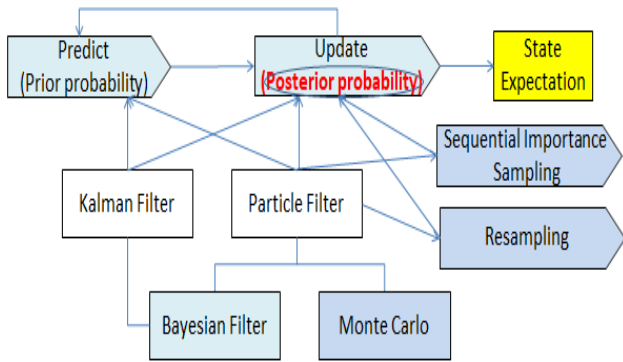 Predict
(Prior probability)
Update
(Posterior probability)
State
Expectation
Sequential Importance
Sampling
Kalman Filter
Particle Filter
Resampling
Bayesian Filter
Monte Carlo